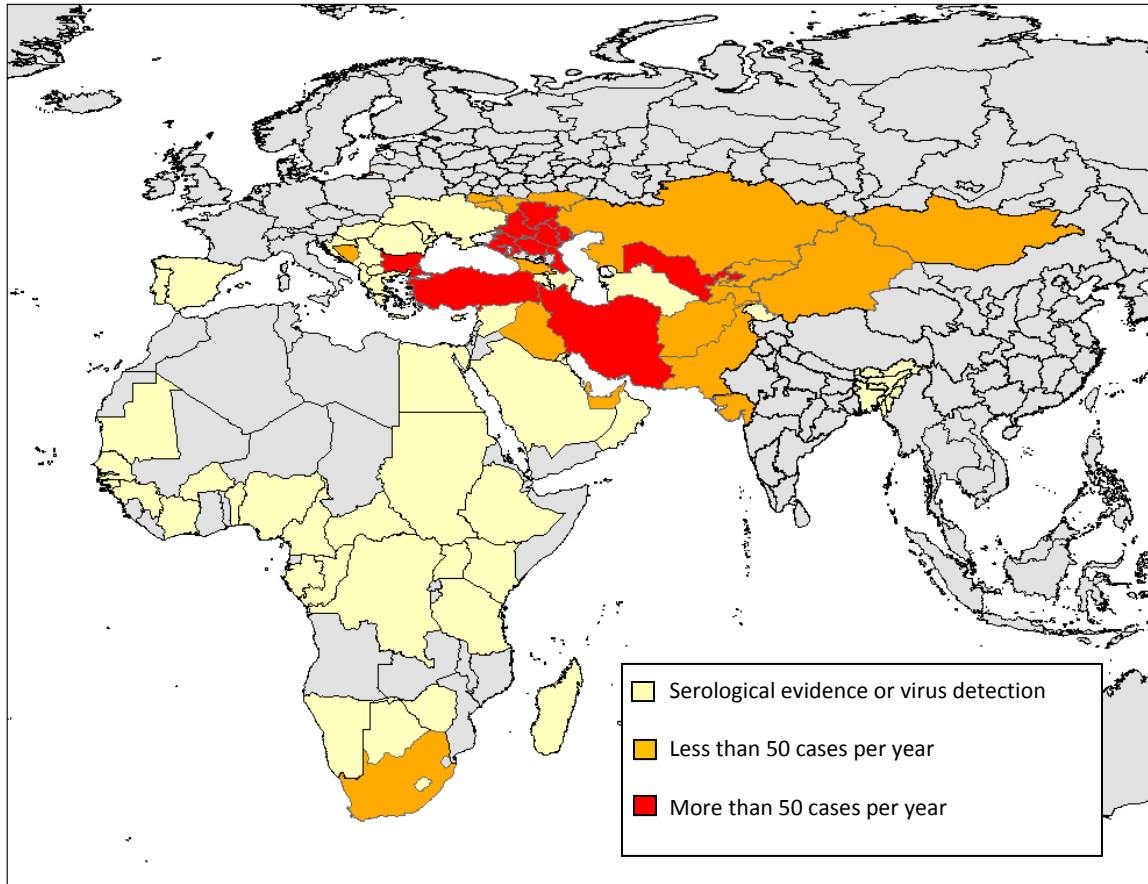 Serological evidence or virus detection
Less than 50 cases per year
More than 50 cases per year